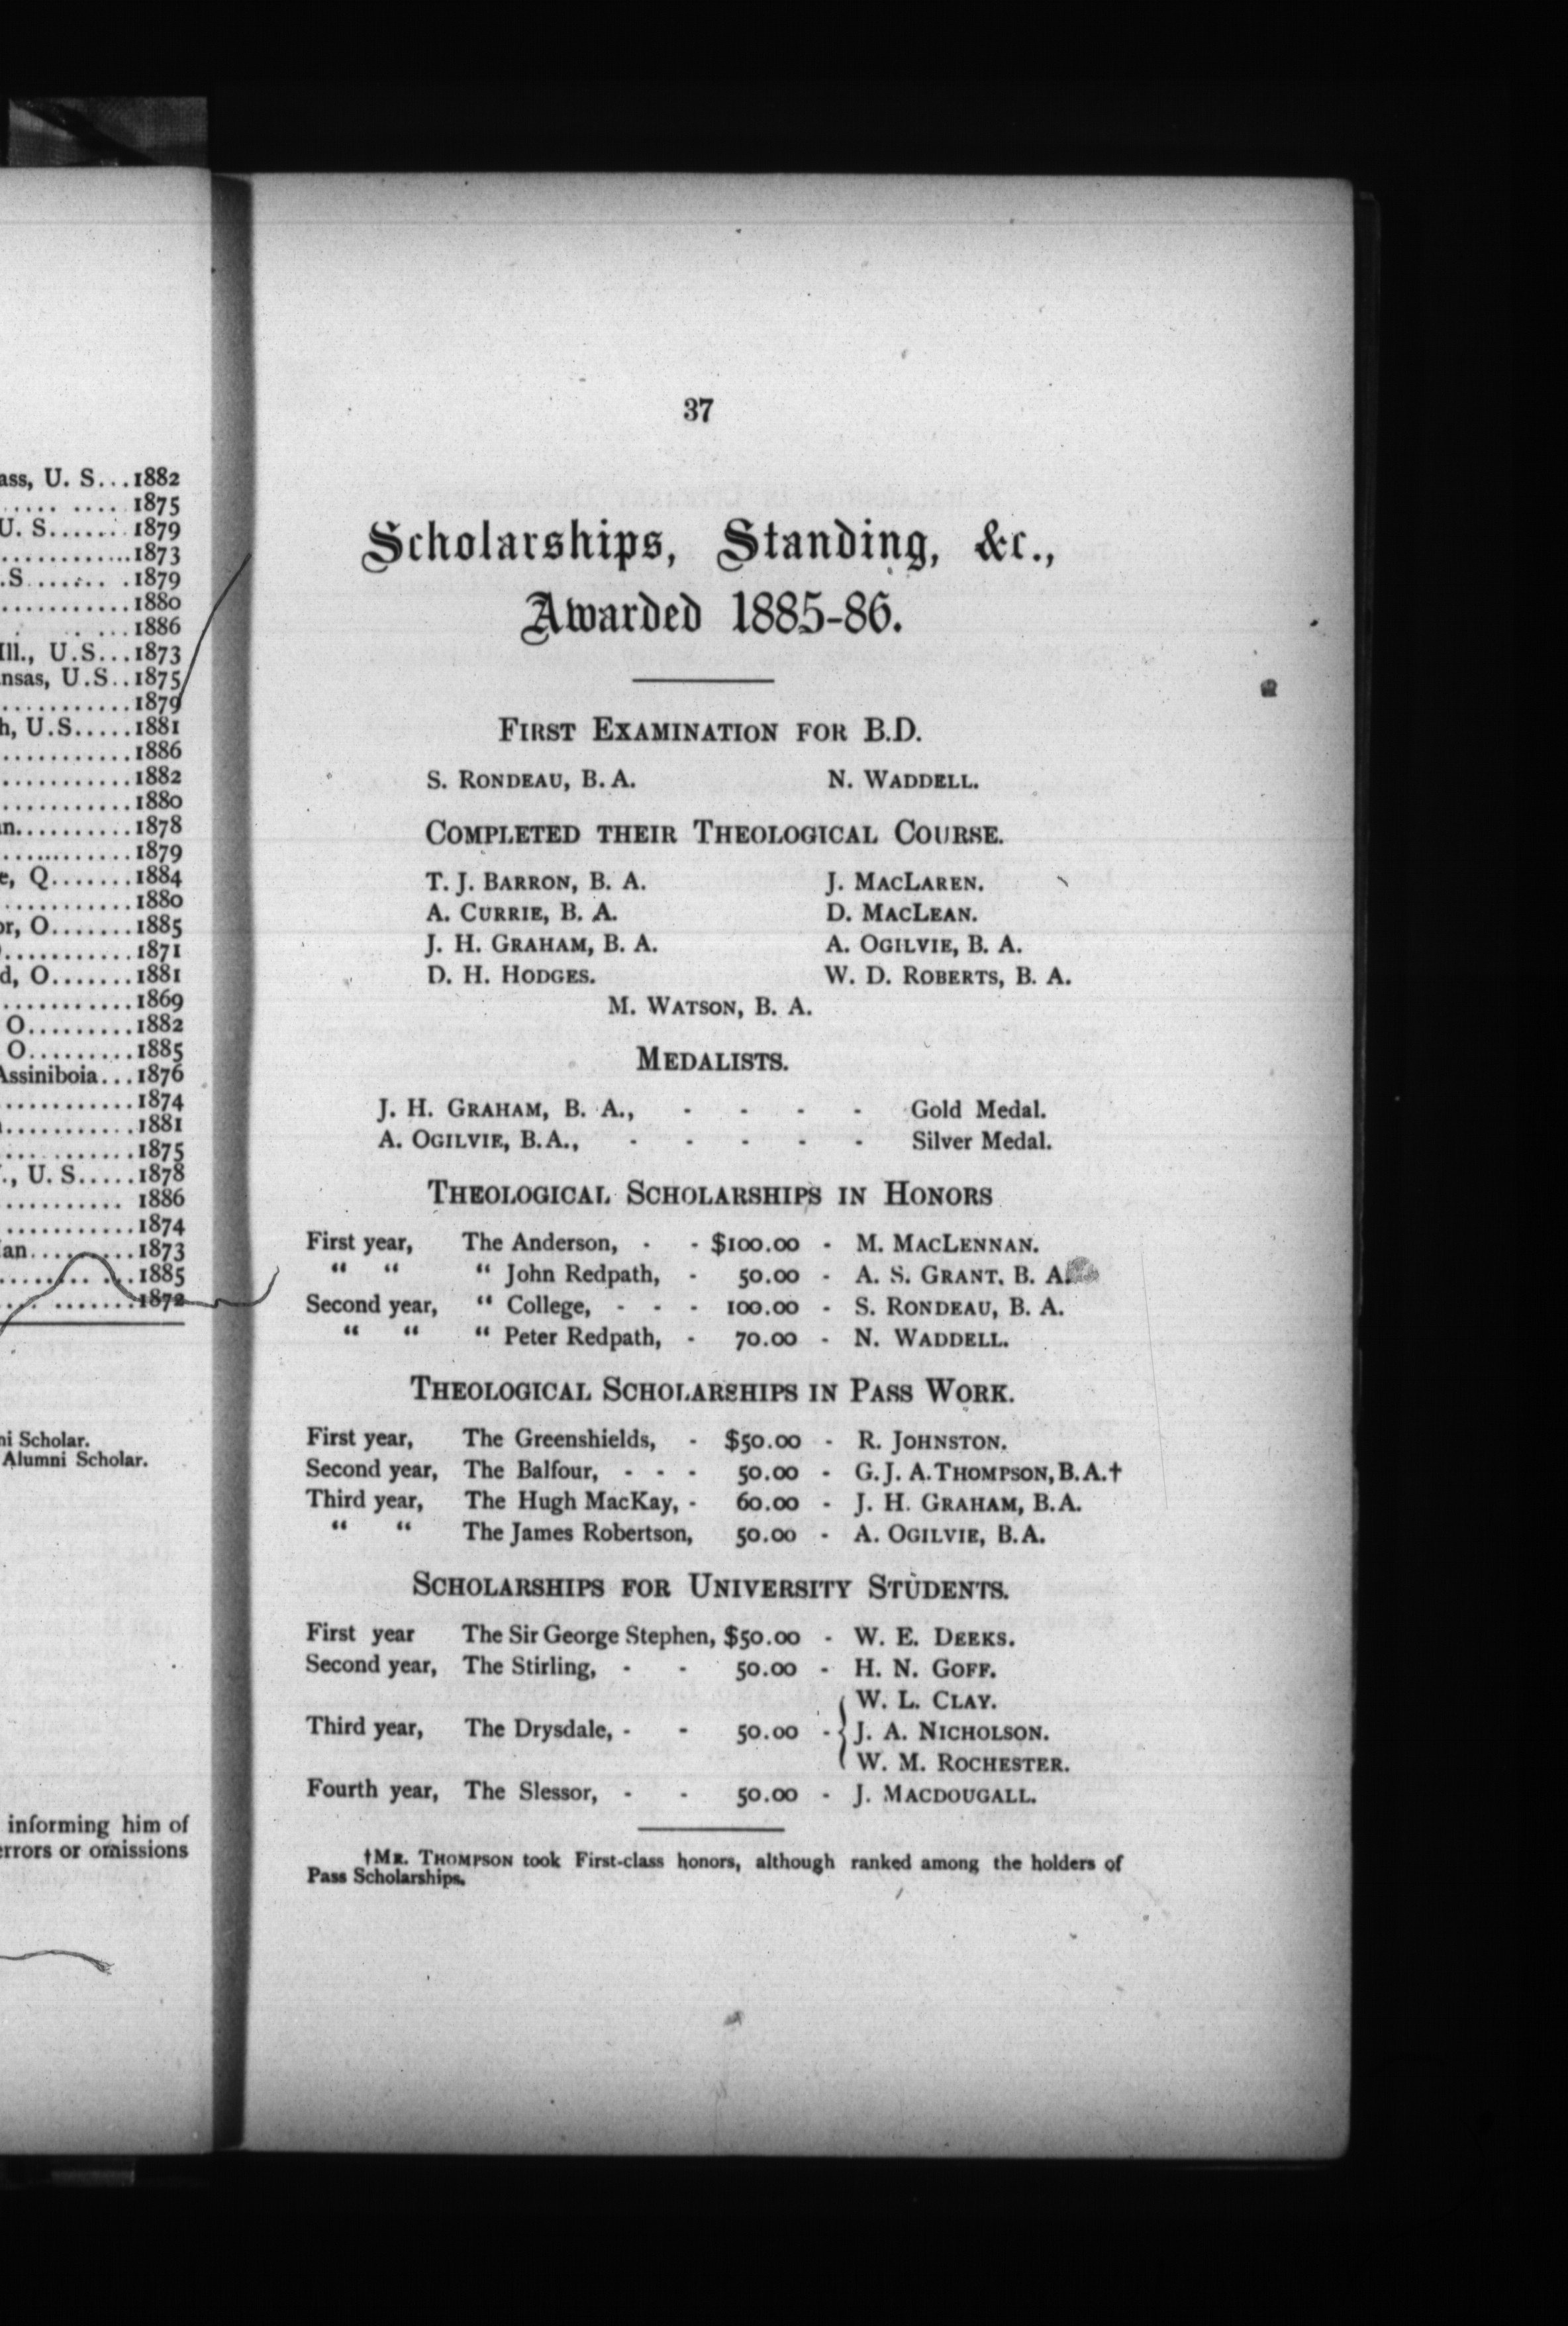 ass, U. S...1882
..... .... 1875
U. S...... 1879
............1873
.S....... .1879
............1880
. . ...1886
Ill., U.S...1873
nsas, U.S..1875
............1879
h, U.S.....1881
............1886
............1882
............1880
n..........1878
............1879
e, Q.......1884
............1880
or, O.......1885
............1871
d, O.......1881
............1869
O.........1882
O.........1885
Assiniboia...1876
............1874
............1881
............1875
., U. S.....1878
........... 1886
............1874
an..........1873
......... ...1885
... .......1872
ni Scholar.
Alumni Scholar.
informing him of
errors or omissions
37
Scholarships, Standing, &c.,
Awarded 1885-86.
FIRST EXAMINATION FOR B.D.
S. RONDEAU, B. A. N. WADDELL.
COMPLETED THEIR THEOLOGICAL COURSE.
T. J. BARRON, B. A. J. MACLAREN.
A. CURRIE, B. A. D. MACLEAN.
J. H. GRAHAM, B. A. A. OGILVIE, B. A.
D. H. HODGES. W. D. ROBERTS, B. A.
M. WATSON, B. A.
MEDALISTS.
J. H. GRAHAM, B. A., - - - - Gold Medal.
A. OGILVIE, B.A., - - - - - Silver Medal.
THEOLOGICAL SCHOLARSHIPS IN HONORS
First year, The Anderson, - - $100.00 - M. MACLENNAN.
“ “ “ John Redpath, - 50.00 - A. S. GRANT. B. A.
Second year, “ College, - - - 100.00 - S. RONDEAU, B. A.
“ “ “ Peter Redpath, - 70.00 - N. WADDELL.
THEOLOGICAL SCHOLARSHIPS IN PASS WORK.
First year, The Greenshields, - $50.00 - R. JOHNSTON.
Second year, The Balfour, - - - 50.00 - G. J. A. THOMPSON, B.A.†
Third year, The Hugh MacKay, - 60.00 - J. H. GRAHAM, B.A.
“ “ The James Robertson, 50.00 - A. OGILVIE, B.A.
SCHOLARSHIPS FOR UNIVERSITY STUDENTS.
First year The Sir George Stephen, $50.00 - W. E. DEEKS.
Second year, The Stirling, - - 50.00 - H. N. GOFF.
W. L. CLAY.
Third year, The Drysdale, - - 50.00 - { J. A. NICHOLSON.
W. M. ROCHESTER.
Fourth year, The Slessor, - - 50.00 - J. MACDOUGALL.
†MR. THOMPSON took First-class honors, although ranked among the holders of
Pass Scholarships.